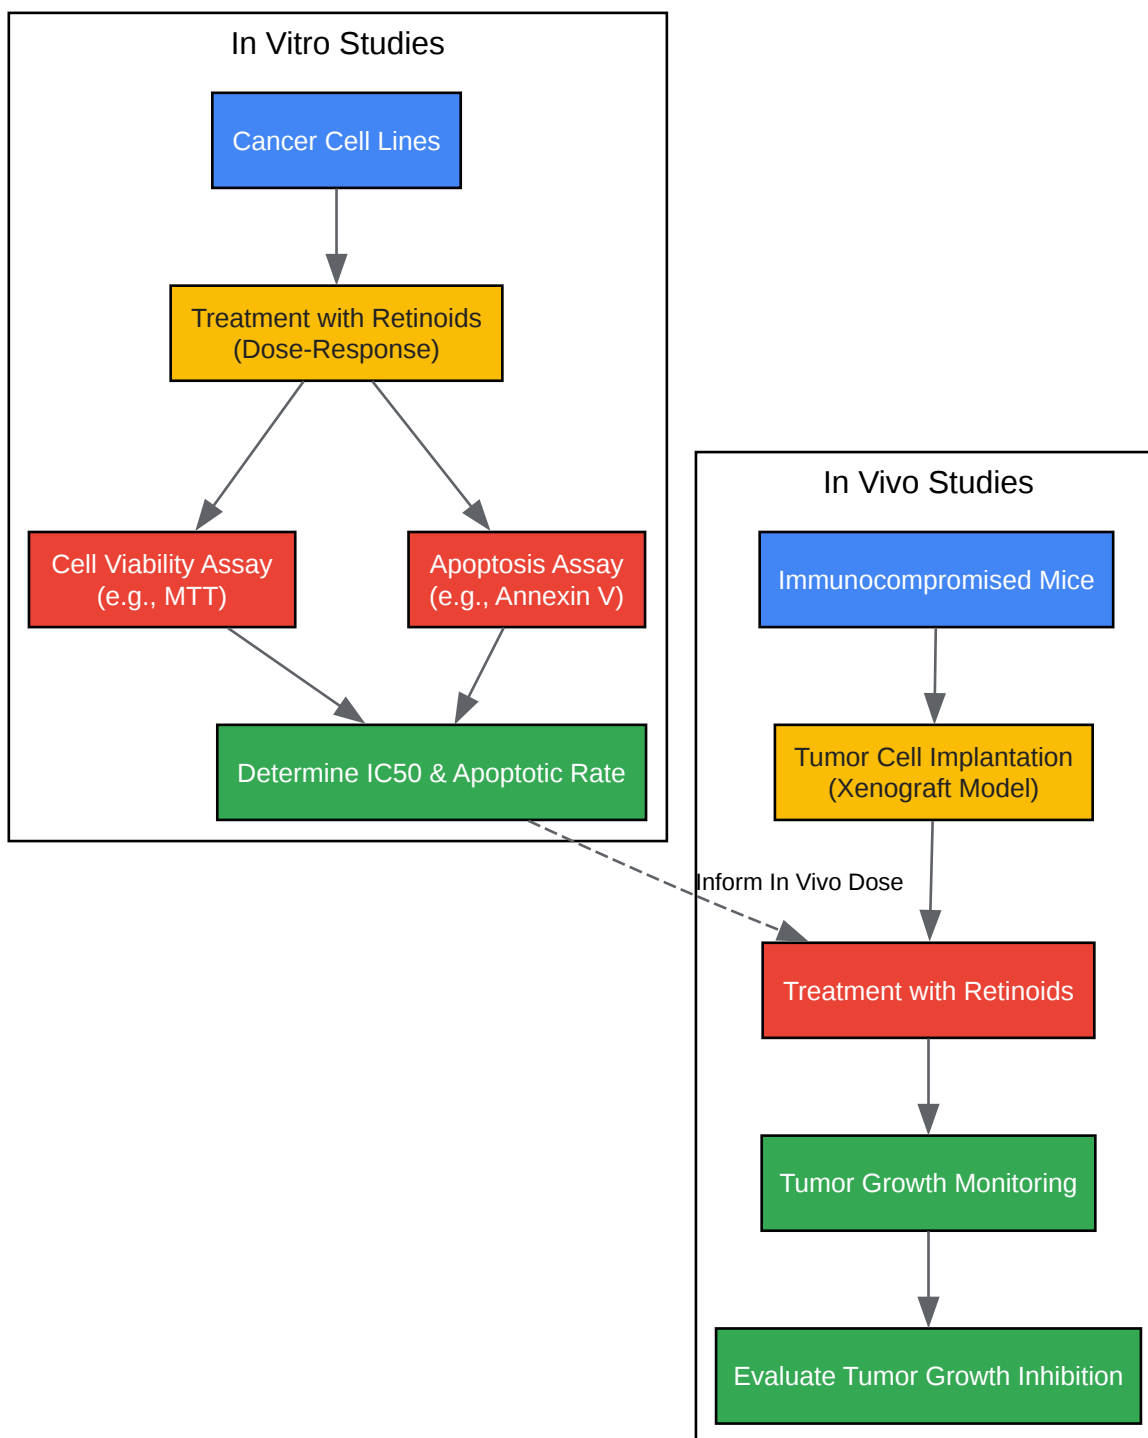 In Vitro Studies
Cancer Cell Lines
Treatment with Retinoids
(Dose-Response)
Cell Viability Assay
(e.g., MTT)
Apoptosis Assay
(e.g., Annexin V)
Determine IC50 & Apoptotic Rate
Inform In Vivo Dose
In Vivo Studies
Immunocompromised Mice
Tumor Cell Implantation
(Xenograft Model)
Treatment with Retinoids
Tumor Growth Monitoring
Evaluate Tumor Growth Inhibition